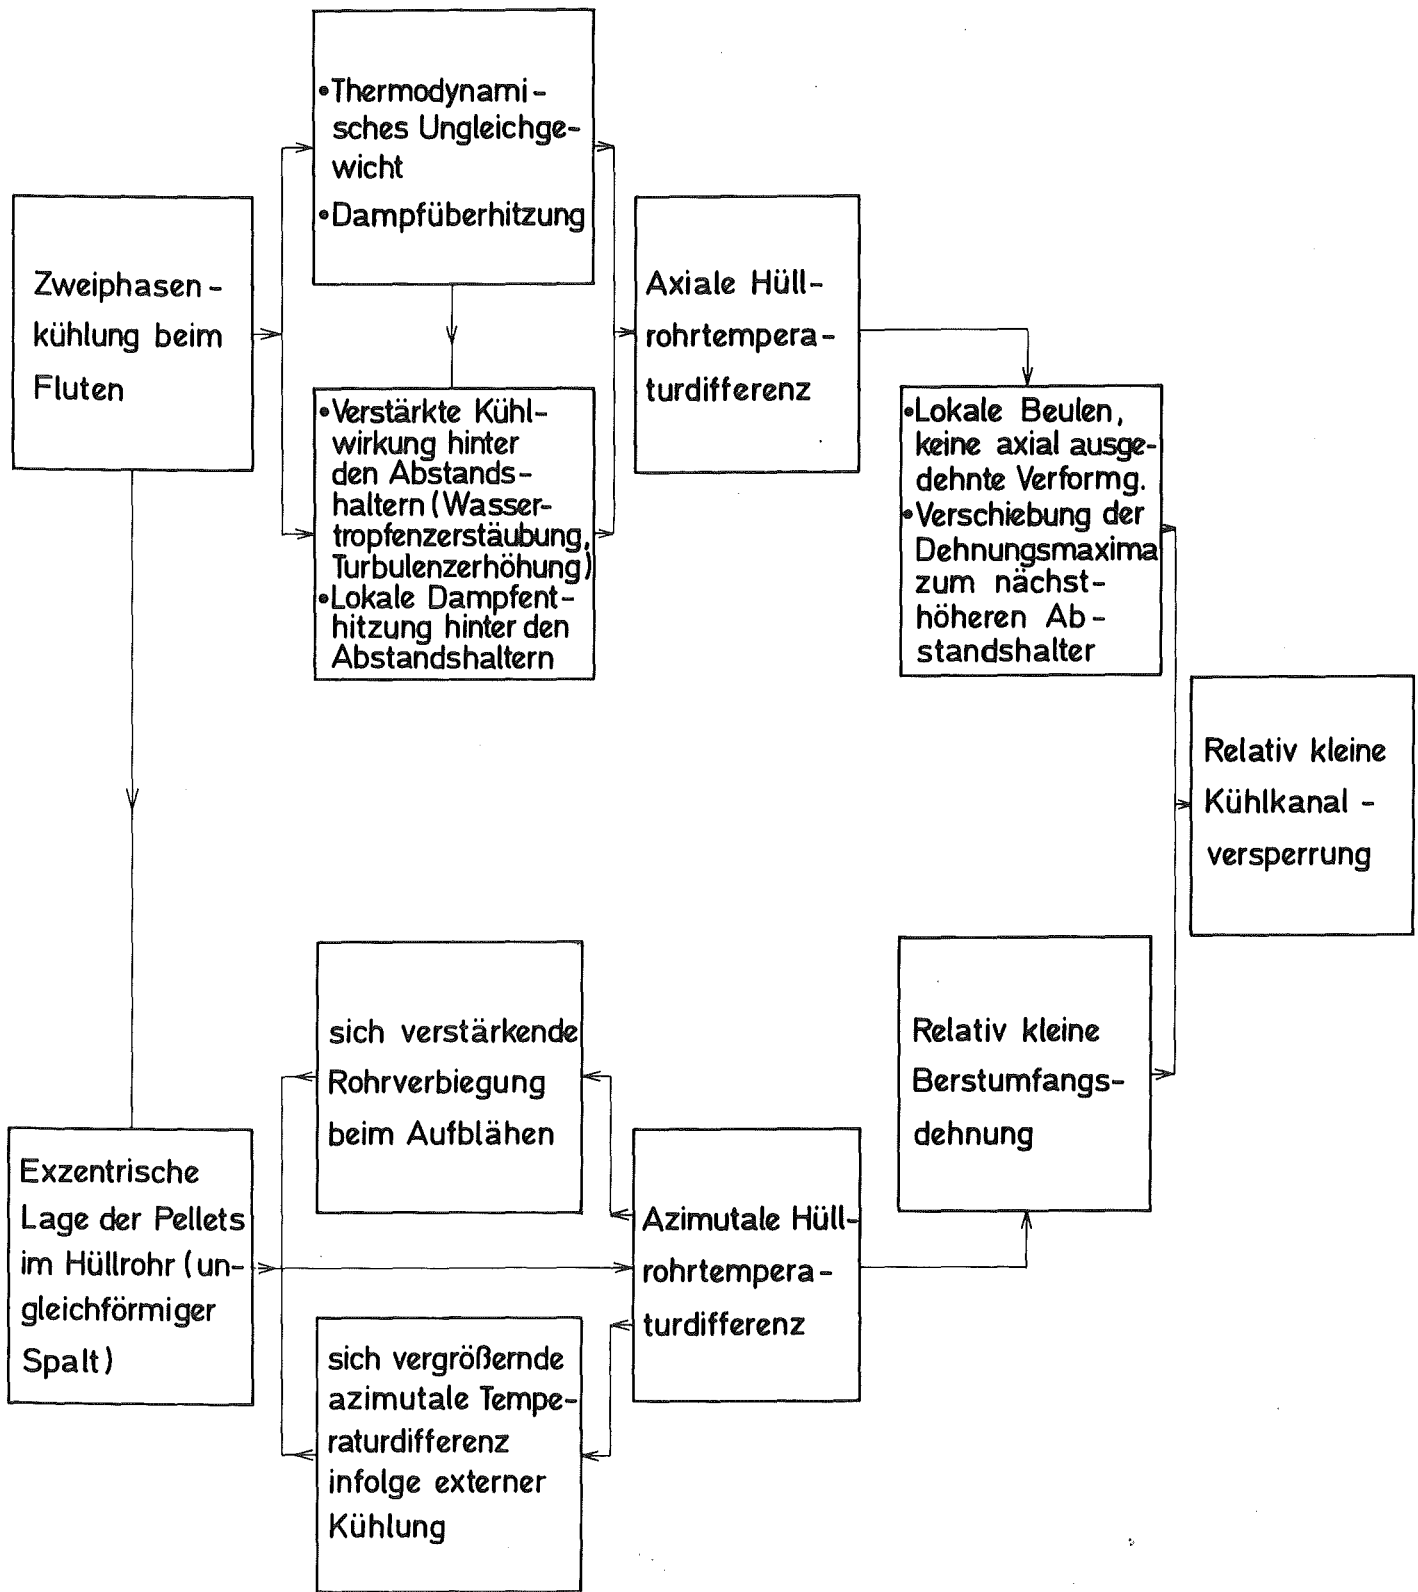 •Thermodynami-
sches Ungleichge-
wicht
•Dampfüberhitzung
Zweiphasen-
kühlung beim
Fluten
Axiale Hüll-
rohrtempera-
turdifferenz
•Verstärkte Kühl-
wirkung hinter
den Abstands-
haltern (Wasser-
tropfenzerstäubung,
Turbulenzerhöhung)
•Lokale Dampfent-
hitzung hinter den
Abstandshaltern
•Lokale Beulen,
keine axial ausge-
dehnte Verformg.
•Verschiebung der
Dehnungsmaxima
zum nächst-
höheren Ab-
standshalter
Relativ kleine
Kühlkanal-
versperrung
sich verstärkende
Rohrverbiegung
beim Aufblähen
Relativ kleine
Berstumfangs-
dehnung
Exzentrische
Lage der Pellets
im Hüllrohr (un-
gleichförmiger
Spalt)
Azimutale Hüll-
rohrtempera-
turdifferenz
sich vergrößernde
azimutale Tempe-
raturdifferenz
infolge externer
Kühlung